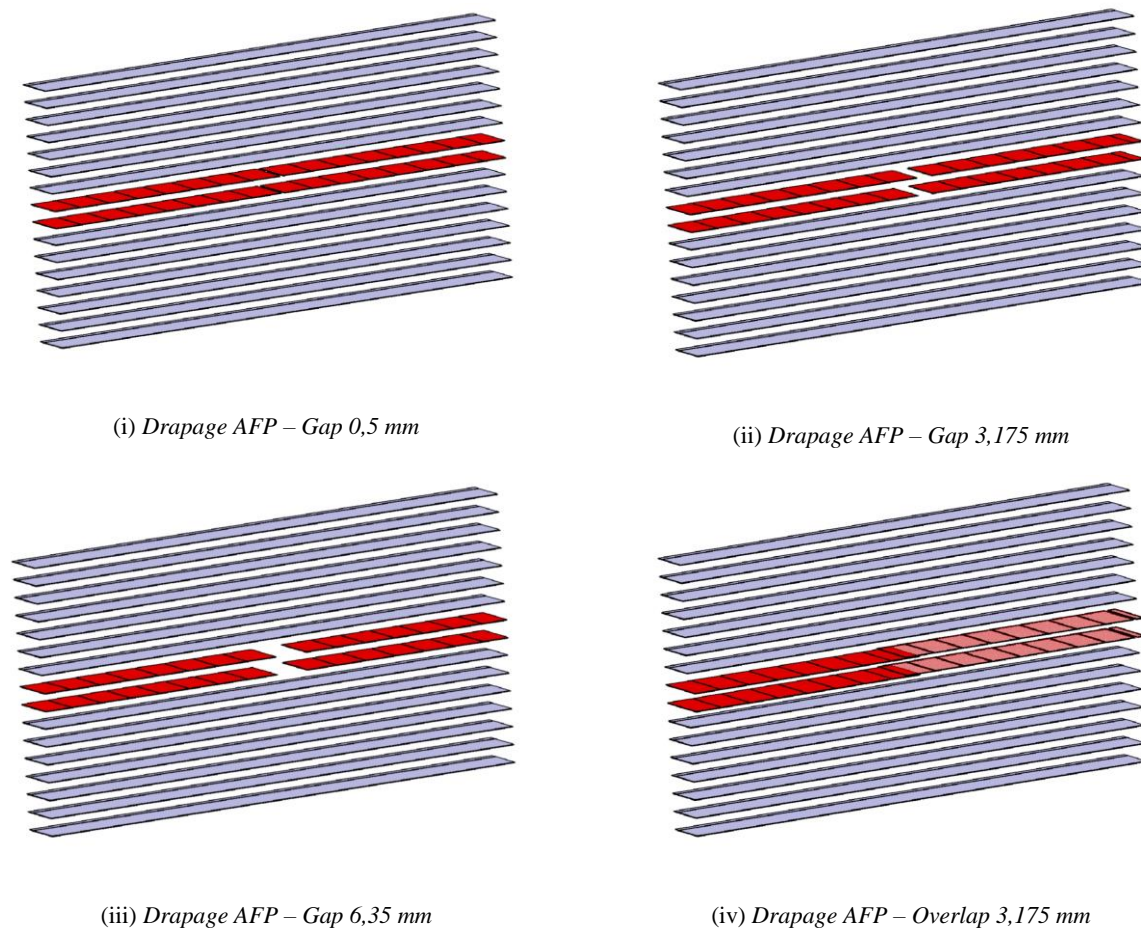 (i) Drapage AFP – Gap 0,5 mm
(ii) Drapage AFP – Gap 3,175 mm
(iii) Drapage AFP – Gap 6,35 mm
(iv) Drapage AFP – Overlap 3,175 mm